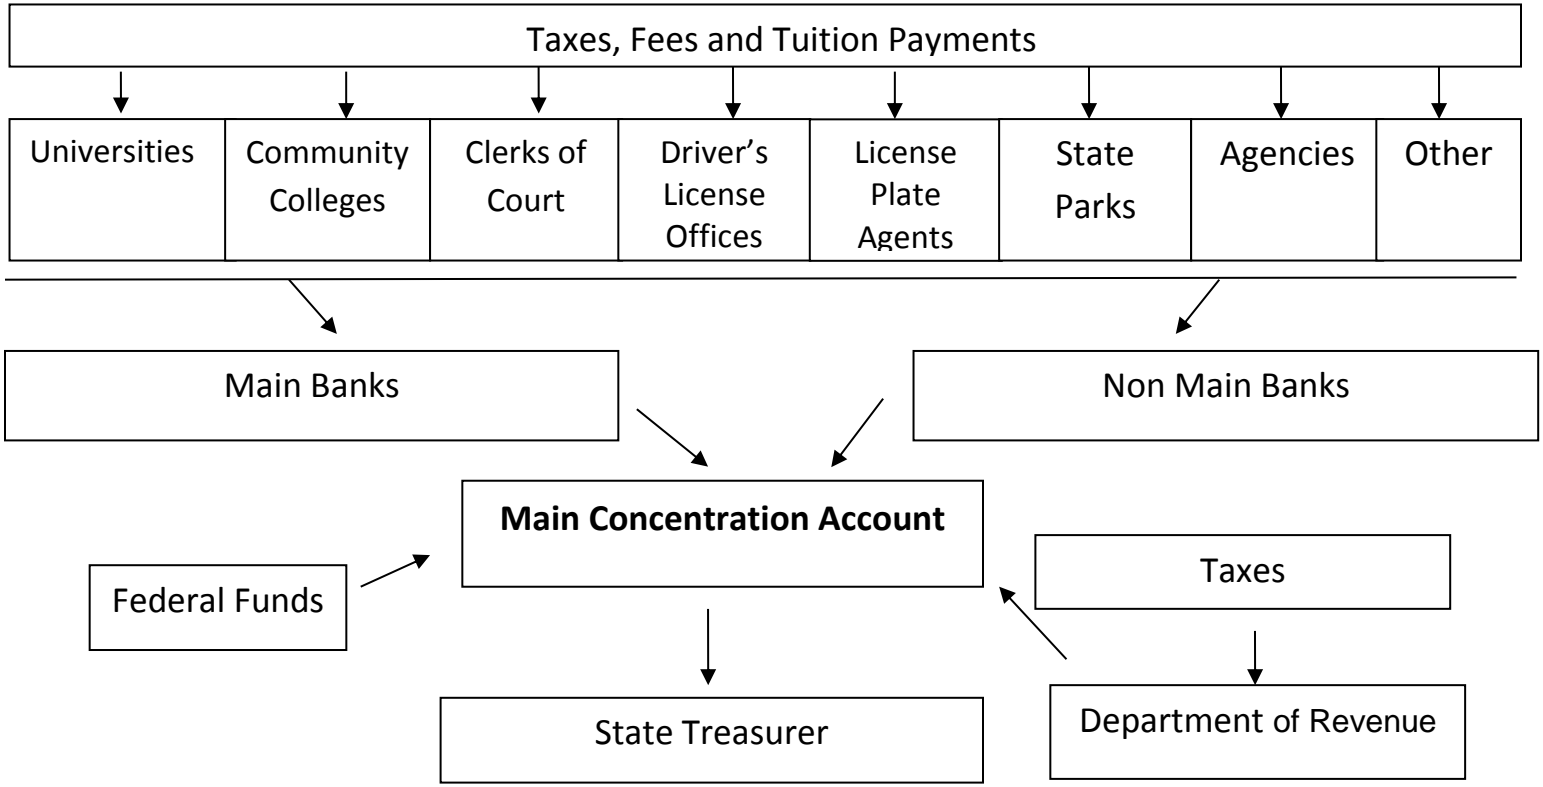 Taxes, Fees and Tuition Payments
Universities
Community
Colleges
Clerks of
Court
Driver’s
License
Offices
License
Plate
Agents
State
Parks
Agencies
Other
Main Banks
Non Main Banks
Main Concentration Account
Taxes
Federal Funds
State Treasurer
Department of Revenue